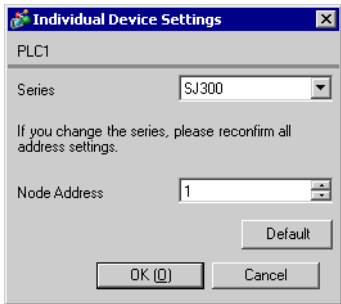 Individual Device Settings
PLC1
Series
SJ300
If you change the series, please reconfirm all
address settings.
Node Address
1
Default
OK (O)
Cancel